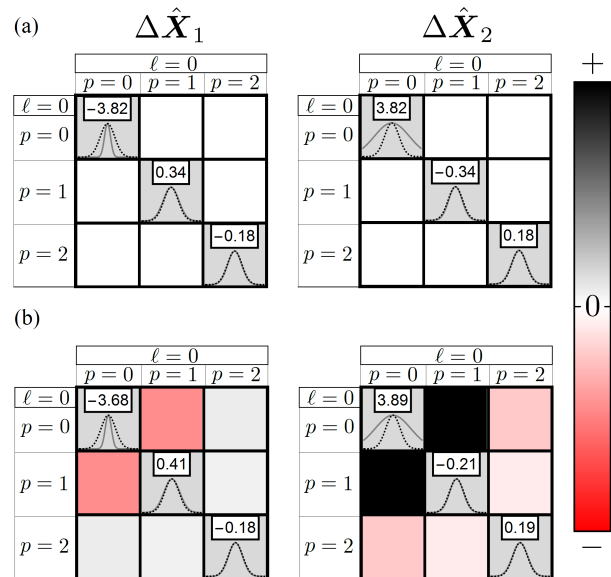 (a)
ΔX̂₁ ΔX̂₂
ℓ = 0 ℓ = 0 +
p = 0 p = 1 p = 2 p = 0 p = 1 p = 2
ℓ = 0 −3.82 ℓ = 0 3.82
p = 0 p = 0
p = 1 0.34 p = 1 −0.34
p = 2 −0.18 p = 2 0.18
0
(b)
ℓ = 0 ℓ = 0
p = 0 p = 1 p = 2 p = 0 p = 1 p = 2
ℓ = 0 −3.68 ℓ = 0 3.89
p = 0 p = 0
p = 1 0.41 p = 1 −0.21
p = 2 −0.18 p = 2 0.19
−